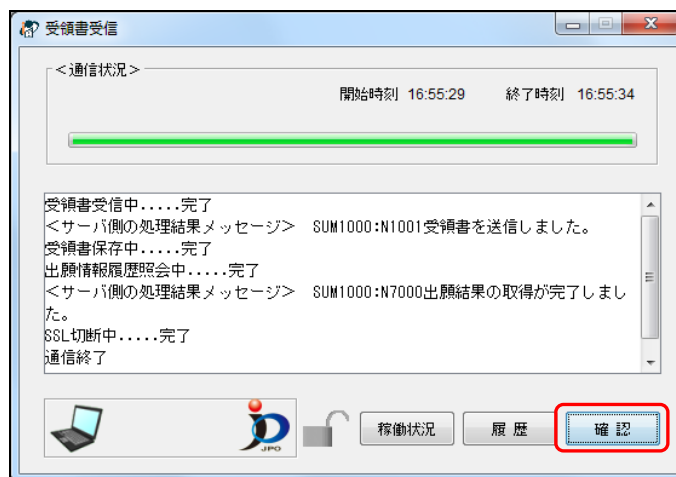 受領書受信
<通信状況>
開始時刻 16:55:29 終了時刻 16:55:34
受領書受信中.....完了
<サーバ側の処理結果メッセージ> SUM1000:N1001受領書を送信しました。
受領書保存中.....完了
出願情報履歴照会中.....完了
<サーバ側の処理結果メッセージ> SUM1000:N7000出願結果の取得が完了しまし
た。
SSL切断中.....完了
通信終了
JPO
稼働状況 履 歴 確 認